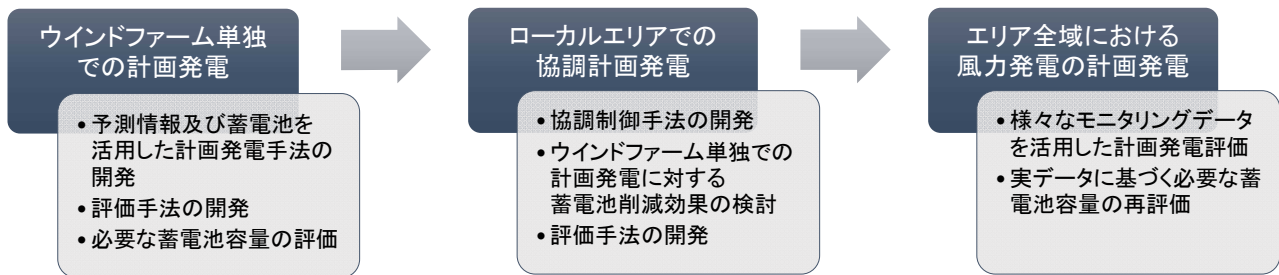 ウインドファーム単独
での計画発電
• 予測情報及び蓄電池を
活用した計画発電手法の
開発
• 評価手法の開発
• 必要な蓄電池容量の評価
ローカルエリアでの
協調計画発電
• 協調制御手法の開発
• ウインドファーム単独での
計画発電に対する
蓄電池削減効果の検討
• 評価手法の開発
エリア全域における
風力発電の計画発電
• 様々なモニタリングデータ
を活用した計画発電評価
• 実データに基づく必要な蓄
電池容量の再評価